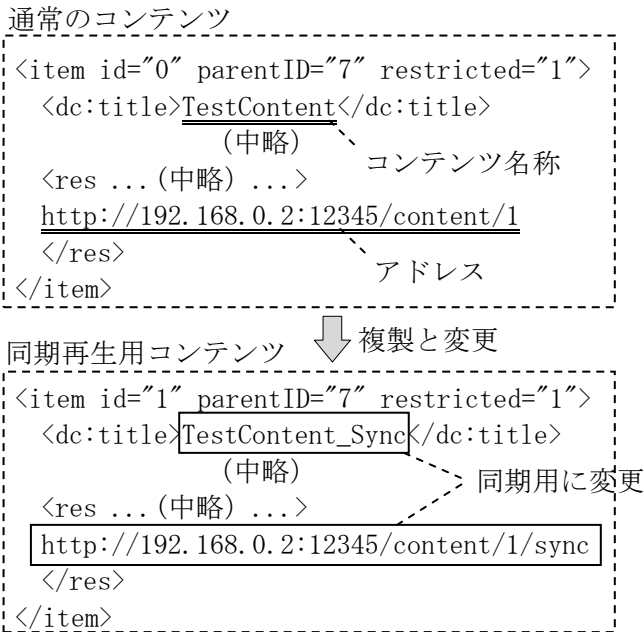 通常のコンテンツ
<item id="0" parentID="7" restricted="1">
<dc:title>TestContent</dc:title>
(中略)
コンテンツ名称
<res ...(中略) ...>
http://192.168.0.2:12345/content/1
</res>
アドレス
</item>
複製と変更
同期再生用コンテンツ
<item id="1" parentID="7" restricted="1">
<dc:title>TestContent_Sync</dc:title>
(中略)
同期用に変更
<res ...(中略) ...>
http://192.168.0.2:12345/content/1/sync
</res>
</item>